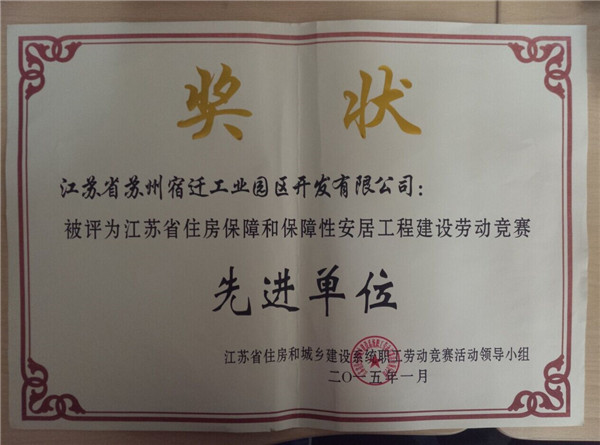 奖状
江苏省苏州宿迁工业园区开发有限公司：
被评为江苏省住房保障和保障性安居工程建设劳动竞赛
先进单位
江苏省住房和城乡建设系统职工劳动竞赛活动领导小组
二〇一五年一月